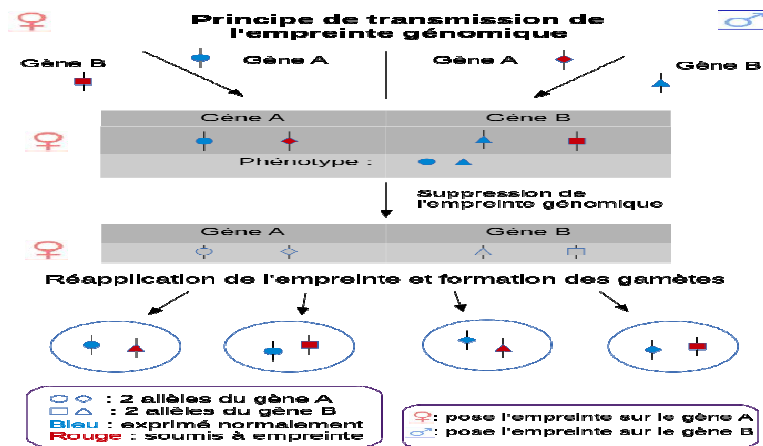 Principe de transmission de
l'empreinte génomique
Gène B
Gène A
Gène A
Gène B
Gène A
Gène B
Phénotype :
Suppression de
l'empreinte génomique
Gène A
Gène B
Réapplication de l'empreinte et formation des gamètes
: 2 allèles du gène A
: 2 allèles du gène B
Bleu : exprimé normalement
Rouge : soumis à empreinte
♀: pose l'empreinte sur le gène A
♂: pose l'empreinte sur le gène B